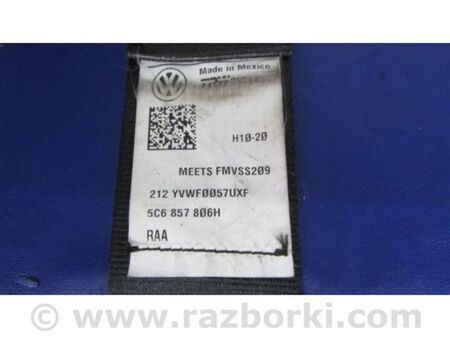 Made in Mexico
H10-20
MEETS FMVSS209
212 YVWF0057UXF
5C6 857 806H
RAA
© www.razborki.com